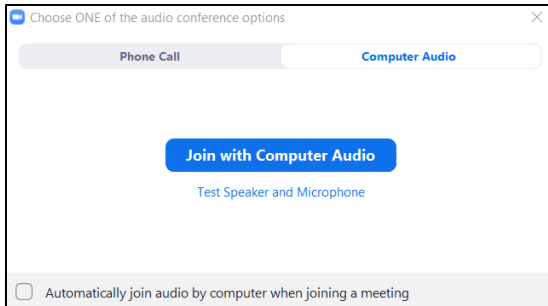 Choose ONE of the audio conference options
Phone Call
Computer Audio
Join with Computer Audio
Test Speaker and Microphone
Automatically join audio by computer when joining a meeting